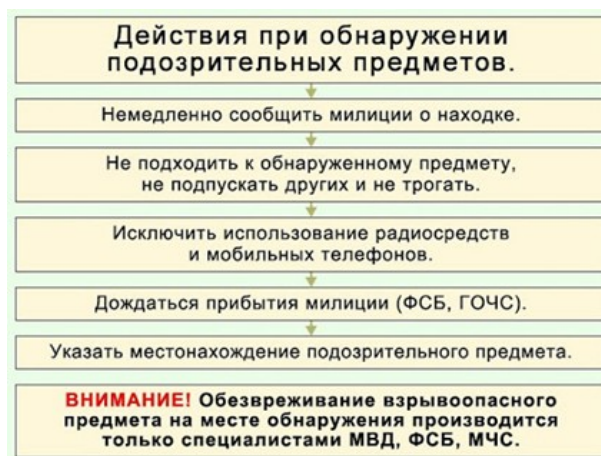 Действия при обнаружении
подозрительных предметов.
Немедленно сообщить милиции о находке.
Не подходить к обнаруженному предмету,
не подпускать других и не трогать.
Исключить использование радиосредств
и мобильных телефонов.
Дождаться прибытия милиции (ФСБ, ГОЧС).
Указать местонахождение подозрительного предмета.
ВНИМАНИЕ! Обезвреживание взрывоопасного
предмета на месте обнаружения производится
только специалистами МВД, ФСБ, МЧС.